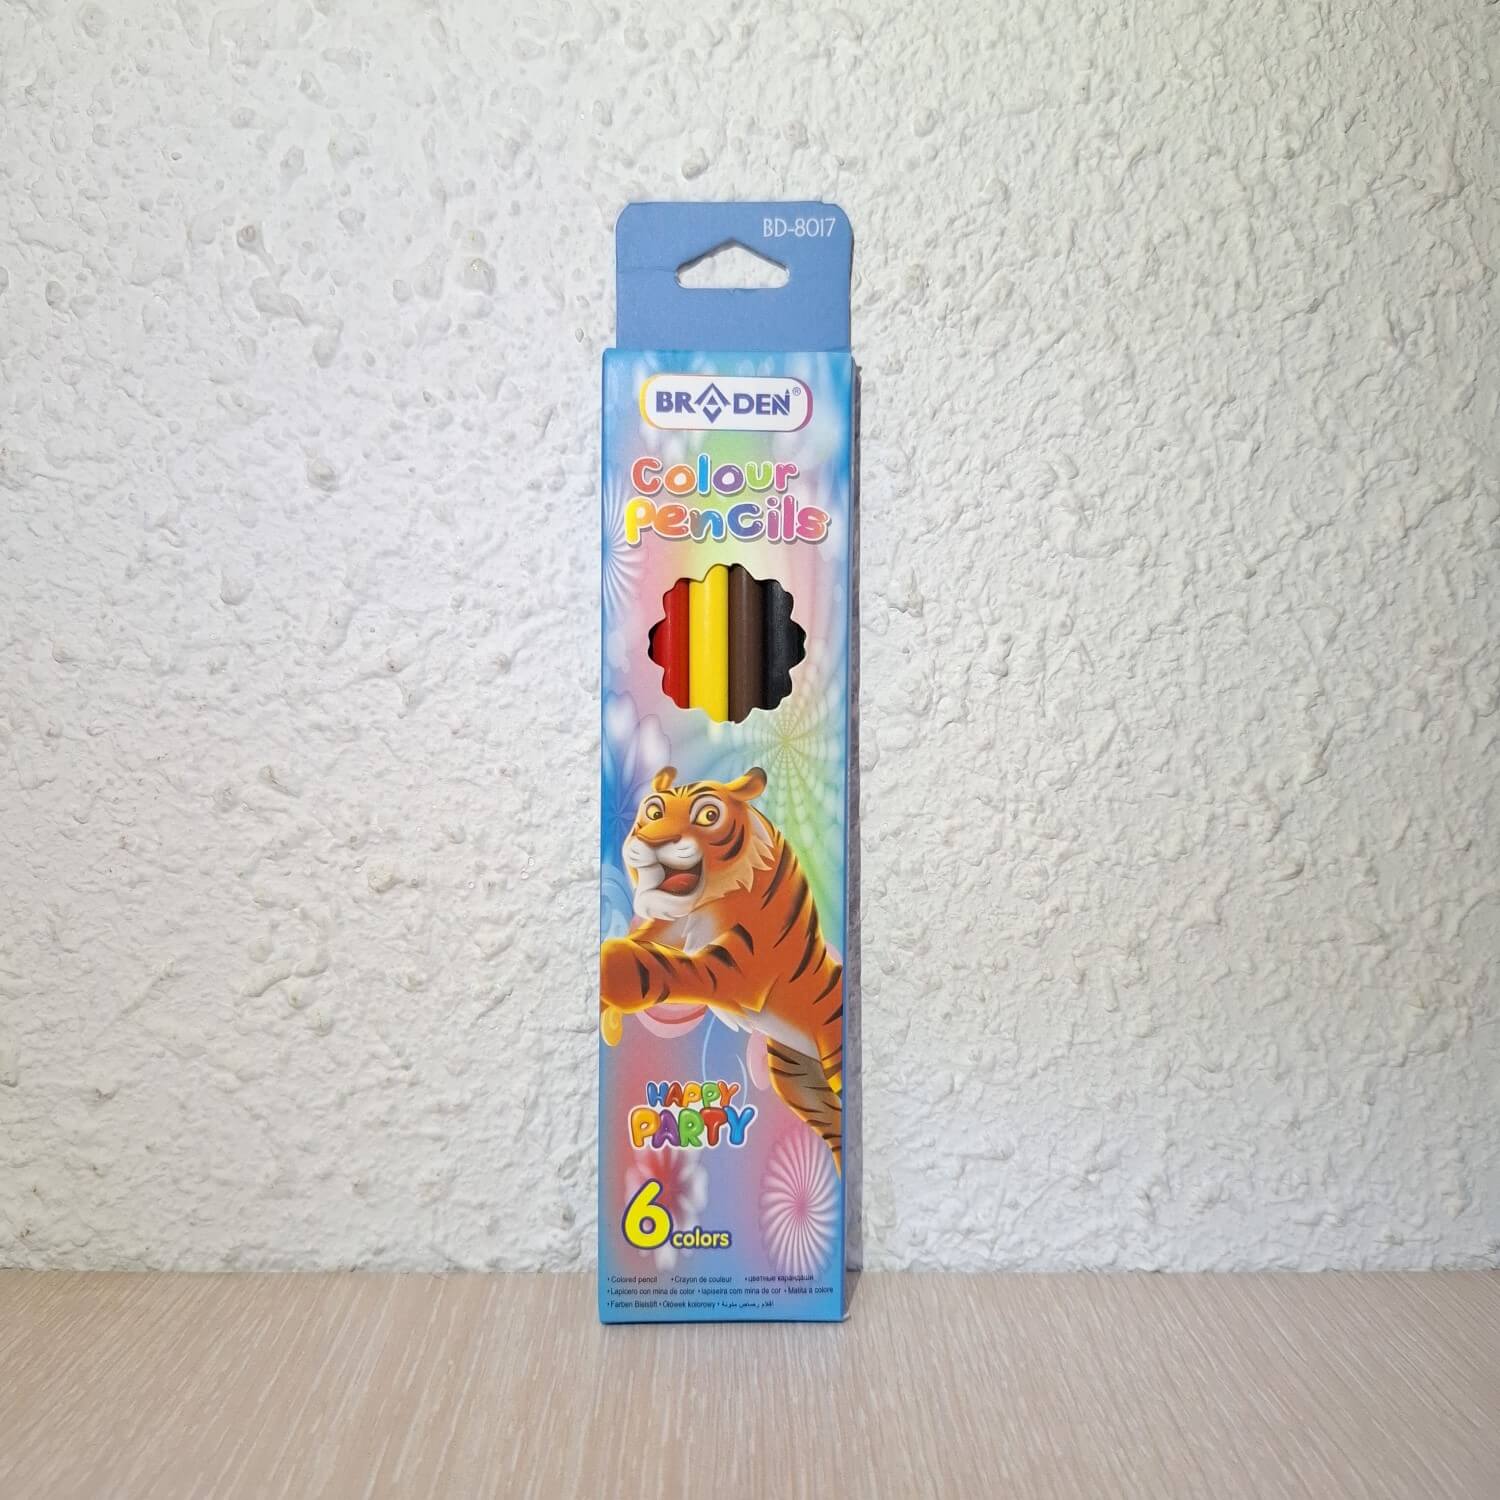 BD-8017
BRADEN®
Colour
Pencils
HAPPY
PARTY
6 colors
• Colored pencil • Crayon de couleur • цветные карандаши
• Lapicero con mina de color • lapiseira com mina de cor • Matita a colore
• Farben Bleistift • Ołówek kolorowy • أقلام رصاص ملونة